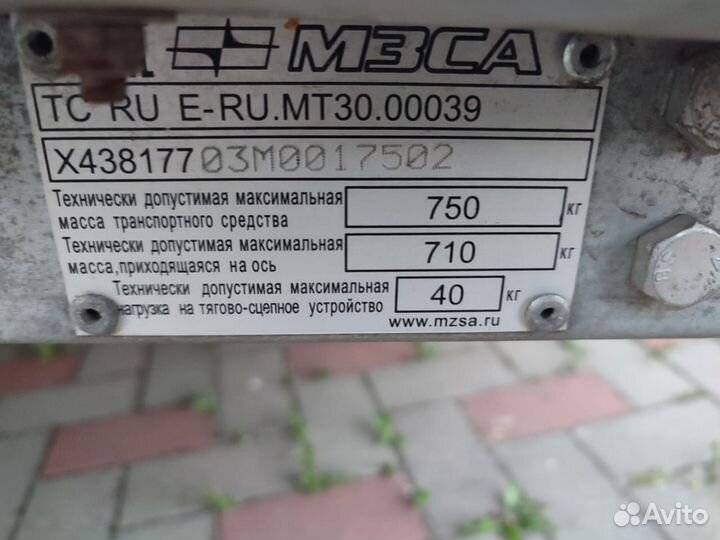 МЗСА
ТС RU E-RU.MT30.00039
X43817703M0017502
Технически допустимая максимальная
масса транспортного средства 750 кг
Технически допустимая максимальная
масса,приходящаяся на ось 710 кг
Технически допустимая максимальная
нагрузка на тягово-сцепное устройство 40 кг
www.mzsa.ru
Avito